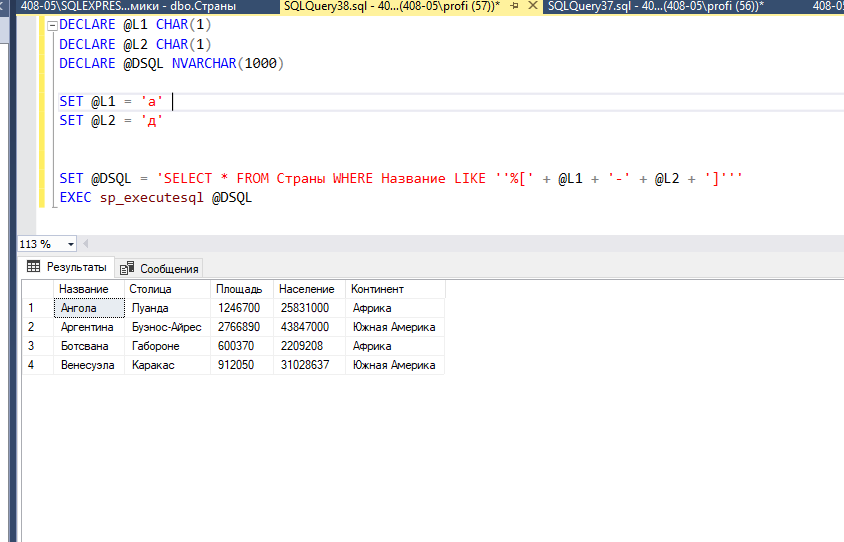 408-05\SQLEXPRES...мики - dbo.Страны SQLQuery38.sql - 40...(408-05\profi (57))* SQLQuery37.sql - 40...(408-05\profi (56))* 408-05
DECLARE @L1 CHAR(1)
DECLARE @L2 CHAR(1)
DECLARE @DSQL NVARCHAR(1000)
SET @L1 = 'а'
SET @L2 = 'д'
SET @DSQL = 'SELECT * FROM Страны WHERE Название LIKE ''%[' + @L1 + '-' + @L2 + ']'''
EXEC sp_executesql @DSQL
113 %
Результаты Сообщения
Название Столица Площадь Население Континент
1 Ангола Луанда 1246700 25831000 Африка
2 Аргентина Буэнос-Айрес 2766890 43847000 Южная Америка
3 Ботсвана Габороне 600370 2209208 Африка
4 Венесуэла Каракас 912050 31028637 Южная Америка